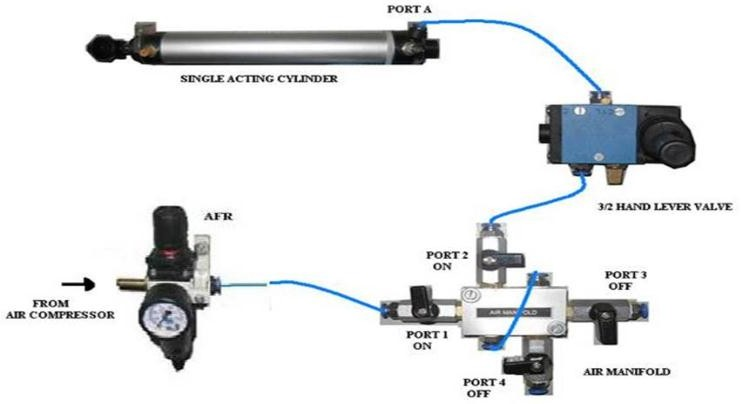 PORT A
SINGLE ACTING CYLINDER
3/2 HAND LEVER VALVE
AFR
FROM
AIR COMPRESSOR
PORT 2
ON
PORT 3
OFF
PORT 1
ON
AIR MANIFOLD
PORT 4
OFF
AIR MANIFOLD